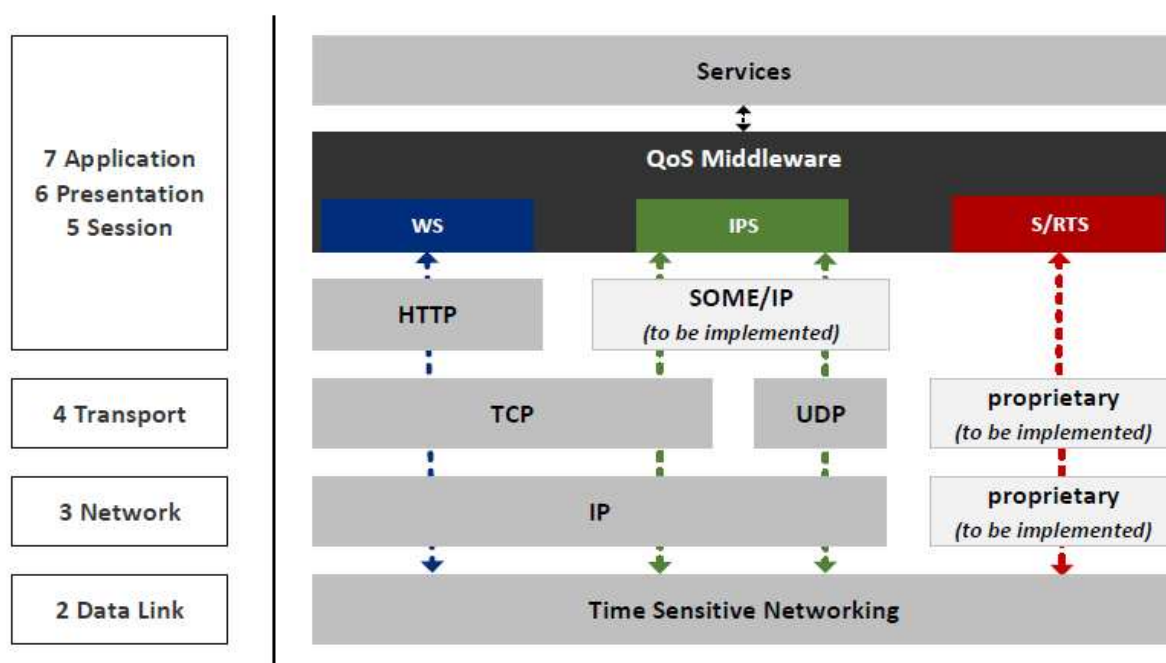 7 Application
6 Presentation
5 Session
4 Transport
3 Network
2 Data Link
Services
QoS Middleware
WS
IPS
S/RTS
HTTP
SOME/IP
(to be implemented)
TCP
UDP
proprietary
(to be implemented)
IP
proprietary
(to be implemented)
Time Sensitive Networking